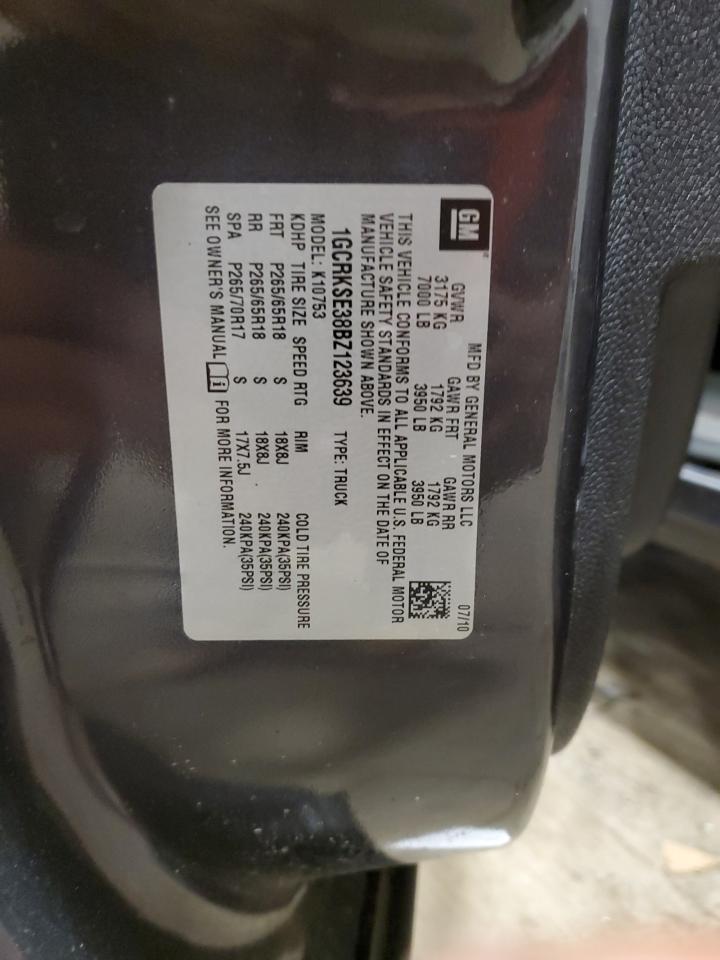 GM
MFD BY GENERAL MOTORS LLC 07/10
GVWR GAWR FRT GAWR RR
3175 KG 1792 KG 1792 KG
7000 LB 3950 LB 3950 LB
THIS VEHICLE CONFORMS TO ALL APPLICABLE U.S. FEDERAL MOTOR
VEHICLE SAFETY STANDARDS IN EFFECT ON THE DATE OF
MANUFACTURE SHOWN ABOVE.
1GCRKSE38BZ123639 TYPE: TRUCK
MODEL: K10753
KDHP TIRE SIZE SPEED RTG RIM COLD TIRE PRESSURE
FRT P265/65R18 S 18X8J 240KPA(35PSI)
RR P265/65R18 S 18X8J 240KPA(35PSI)
SPA P265/70R17 S 17X7.5J 240KPA(35PSI)
SEE OWNER'S MANUAL i FOR MORE INFORMATION.